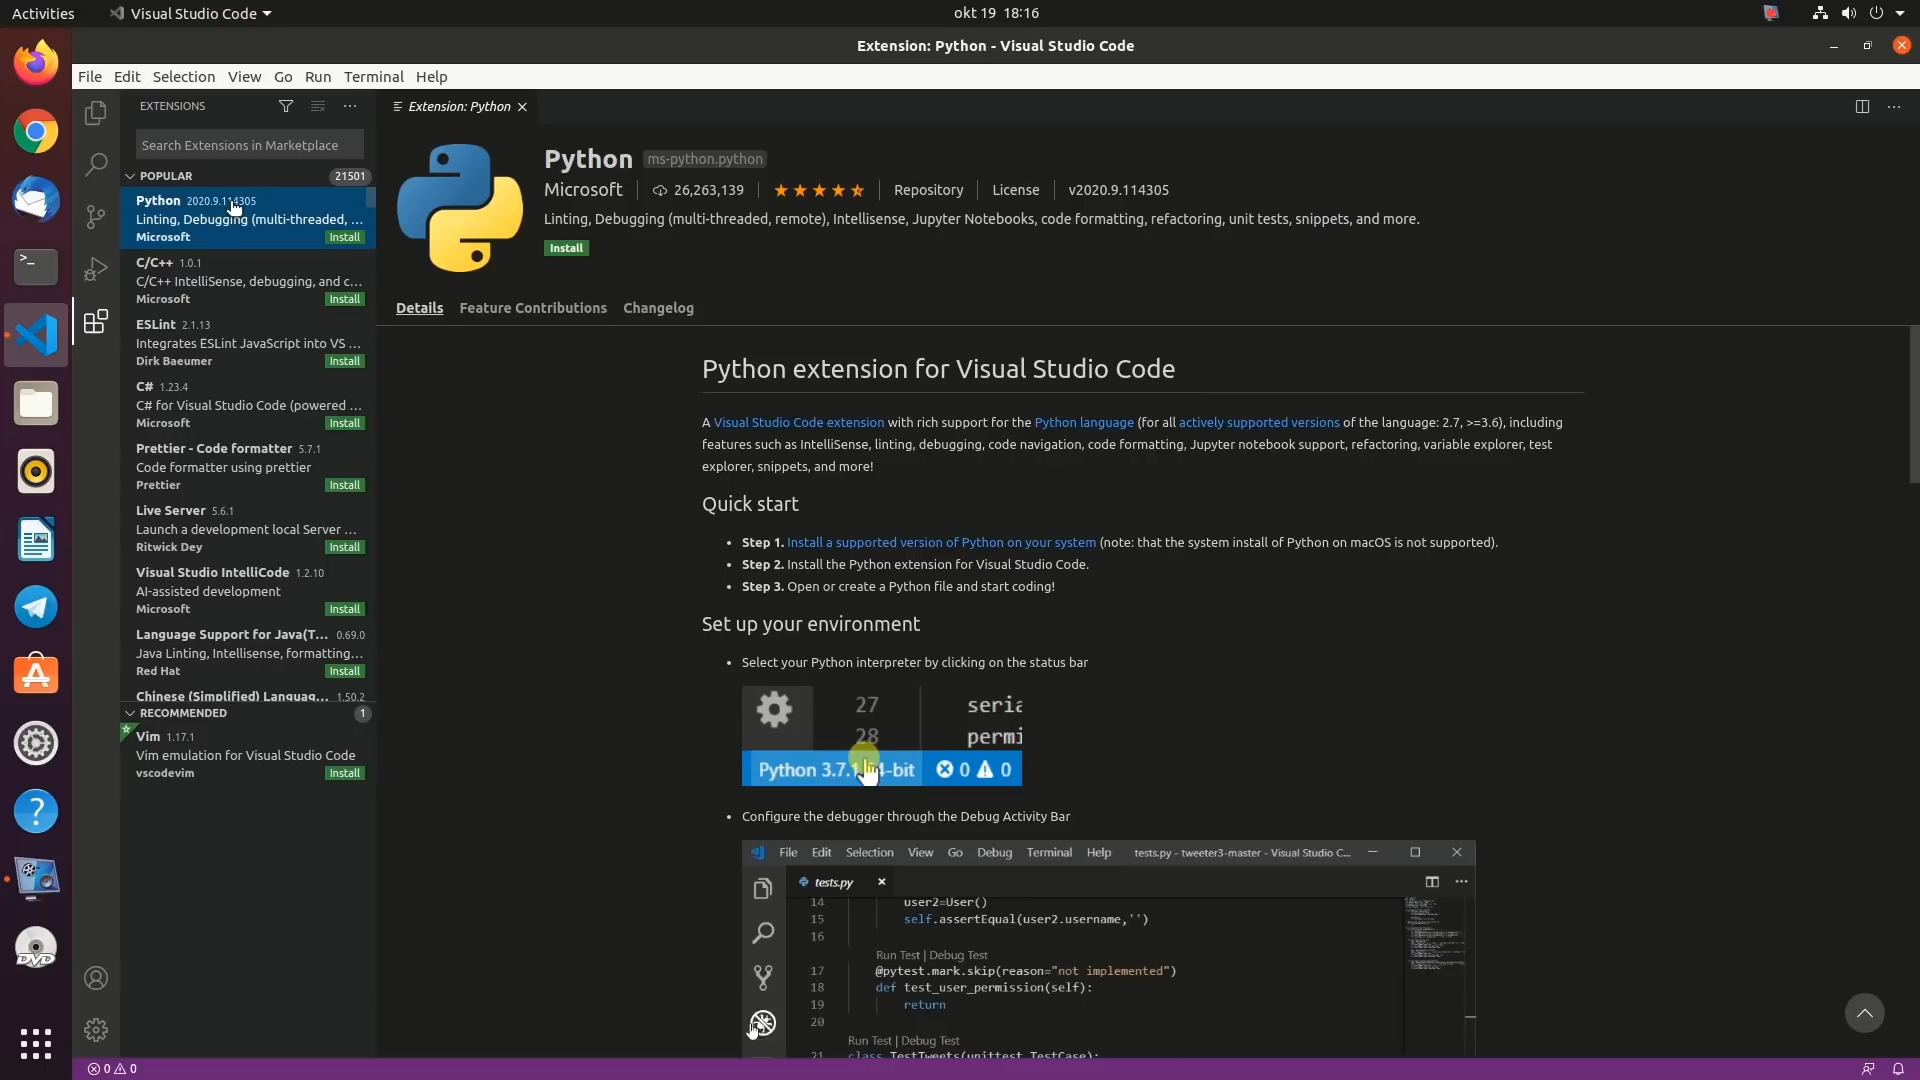 Activities
Visual Studio Code
okt 19 18:16
Extension: Python - Visual Studio Code
File Edit Selection View Go Run Terminal Help
EXTENSIONS
Extension: Python
Search Extensions in Marketplace
POPULAR 21501
Python 2020.9.114305
Linting, Debugging (multi-threaded, ...
Microsoft Install
C/C++ 1.0.1
C/C++ IntelliSense, debugging, and c...
Microsoft Install
ESLint 2.1.13
Integrates ESLint JavaScript into VS ...
Dirk Baeumer Install
C# 1.23.4
C# for Visual Studio Code (powered ...
Microsoft Install
Prettier - Code formatter 5.7.1
Code formatter using prettier
Prettier Install
Live Server 5.6.1
Launch a development local Server ...
Ritwick Dey Install
Visual Studio IntelliCode 1.2.10
AI-assisted development
Microsoft Install
Language Support for Java(T... 0.69.0
Java Linting, Intellisense, formatting...
Red Hat Install
Chinese (Simplified) Languag... 1.50.2
RECOMMENDED 1
Vim 1.17.1
Vim emulation for Visual Studio Code
vscodevim Install
Python ms-python.python
Microsoft 26,263,139 Repository License v2020.9.114305
Linting, Debugging (multi-threaded, remote), Intellisense, Jupyter Notebooks, code formatting, refactoring, unit tests, snippets, and more.
Install
Details Feature Contributions Changelog
Python extension for Visual Studio Code
A Visual Studio Code extension with rich support for the Python language (for all actively supported versions of the language: 2.7, >=3.6), including
features such as IntelliSense, linting, debugging, code navigation, code formatting, Jupyter notebook support, refactoring, variable explorer, test
explorer, snippets, and more!
Quick start
• Step 1. Install a supported version of Python on your system (note: that the system install of Python on macOS is not supported).
• Step 2. Install the Python extension for Visual Studio Code.
• Step 3. Open or create a Python file and start coding!
Set up your environment
• Select your Python interpreter by clicking on the status bar
27 seria
28 permi
Python 3.7.1 -bit 0 0
• Configure the debugger through the Debug Activity Bar
File Edit Selection View Go Debug Terminal Help tests.py - tweeter3-master - Visual Studio C...
tests.py
14 user2=User()
15 self.assertEqual(user2.username,'')
16
Run Test | Debug Test
17 @pytest.mark.skip(reason="not implemented")
18 def test_user_permission(self):
19 return
20
Run Test | Debug Test
21 class TestTweets(unittest.TestCase):
0 0
DVD